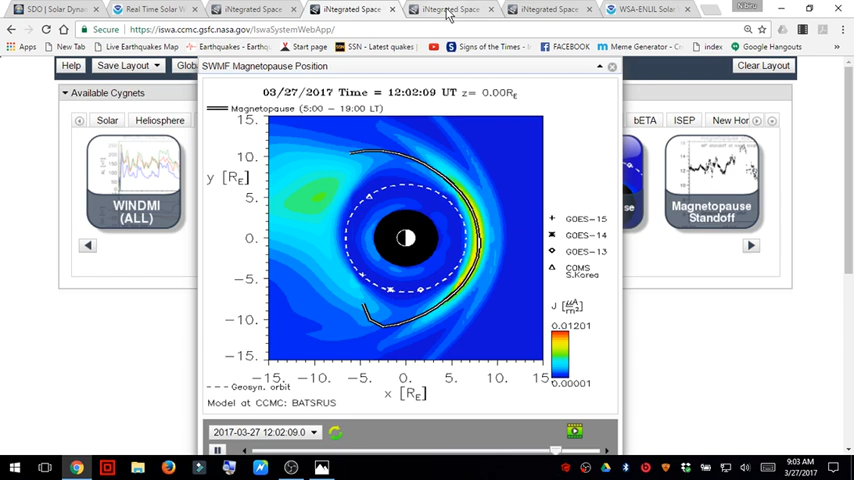 SDO | Solar Dynam
Real Time Solar W
iNtegrated Space
iNtegrated Space
iNtegrated Space
iNtegrated Space
WSA-ENLIL Solar
Nibiru
Secure | https://iswa.ccmc.gsfc.nasa.gov/IswaSystemWebApp/
Apps
Live Earthquakes Map
Earthquakes Map
Start page
SSN - Latest quakes |
Signs of the Times -
FACEBOOK
Meme Generator - Cr
index
Google Hangouts
Help
Save Layout
Globa
SWMF Magnetopause Position
Clear Layout
Available Cygnets
Solar
Heliosphere
bETA
ISEP
New Hor
WINDMI
(ALL)
Magnetopause
Standoff
03/27/2017 Time = 12:02:09 UT z= 0.00RE
Magnetopause (5:00 - 19:00 LT)
15.
10.
y [RE]
5.
0.
-5.
-10.
-15.
-15. -10. -5. 0. 5. 10. 15.
x [RE]
GOES-15
GOES-14
GOES-13
COMS
S.Korea
J [μA/m²]
0.01201
0.00001
Geosyn. orbit
Model at CCMC: BATSRUS
2017-03-27 12:02:09.0
9:03 AM
3/27/2017